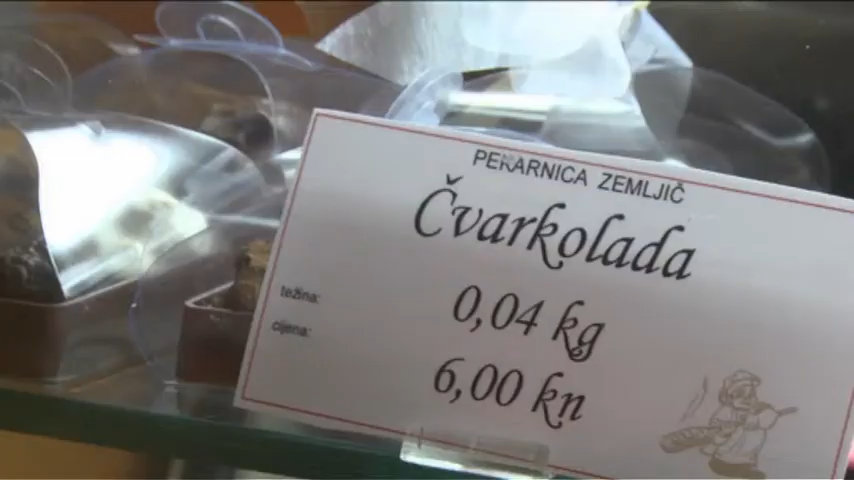 PEKARNICA ZEMLJIČ
Čvarkolada
težina:
0,04 kg
cijena:
6,00 kn